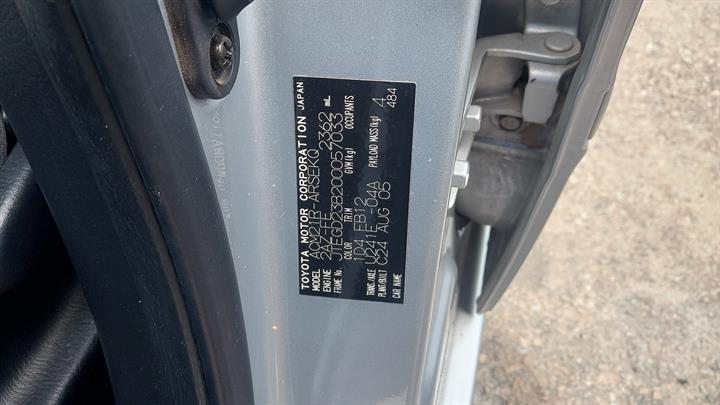 TOYOTA MOTOR CORPORATION JAPAN
MODEL ACM21R-ARSEKQ 2362 mL
ENGINE 2AZ-FE
FRAME No. JTEGD23B200057033
COLOR TRIM GVM(kg) OCCUPANTS
1D4 FB12 4
TRANS./AXLE U241E -04A PAYLOAD MASS(kg) 484
PLANT/BUILT C24 AUG 05
CAR NAME